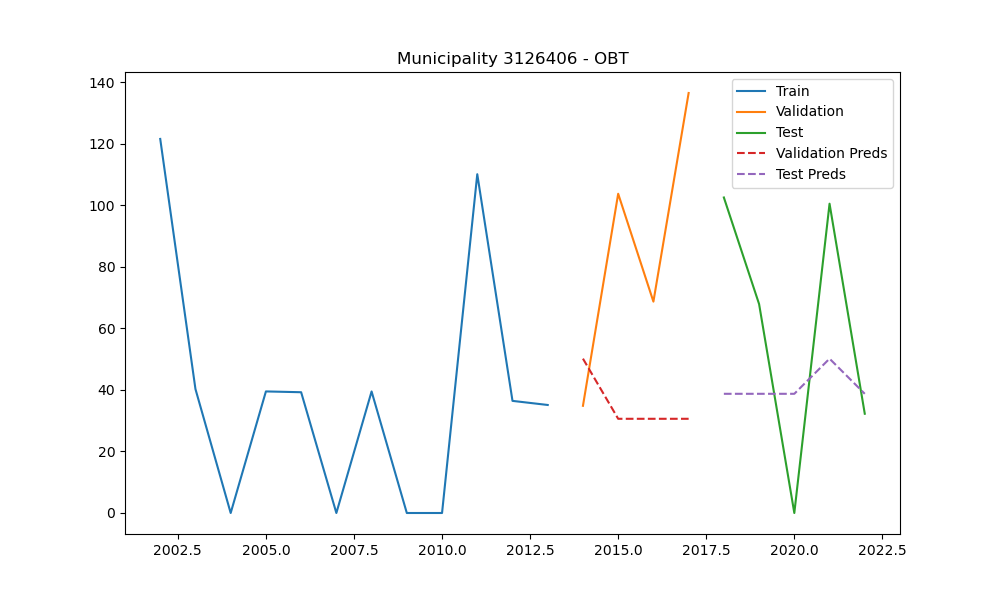 Municipality 3126406 - OBT
140
120
100
80
60
40
20
0
Train
Validation
Test
Validation Preds
Test Preds
2002.5 2005.0 2007.5 2010.0 2012.5 2015.0 2017.5 2020.0 2022.5